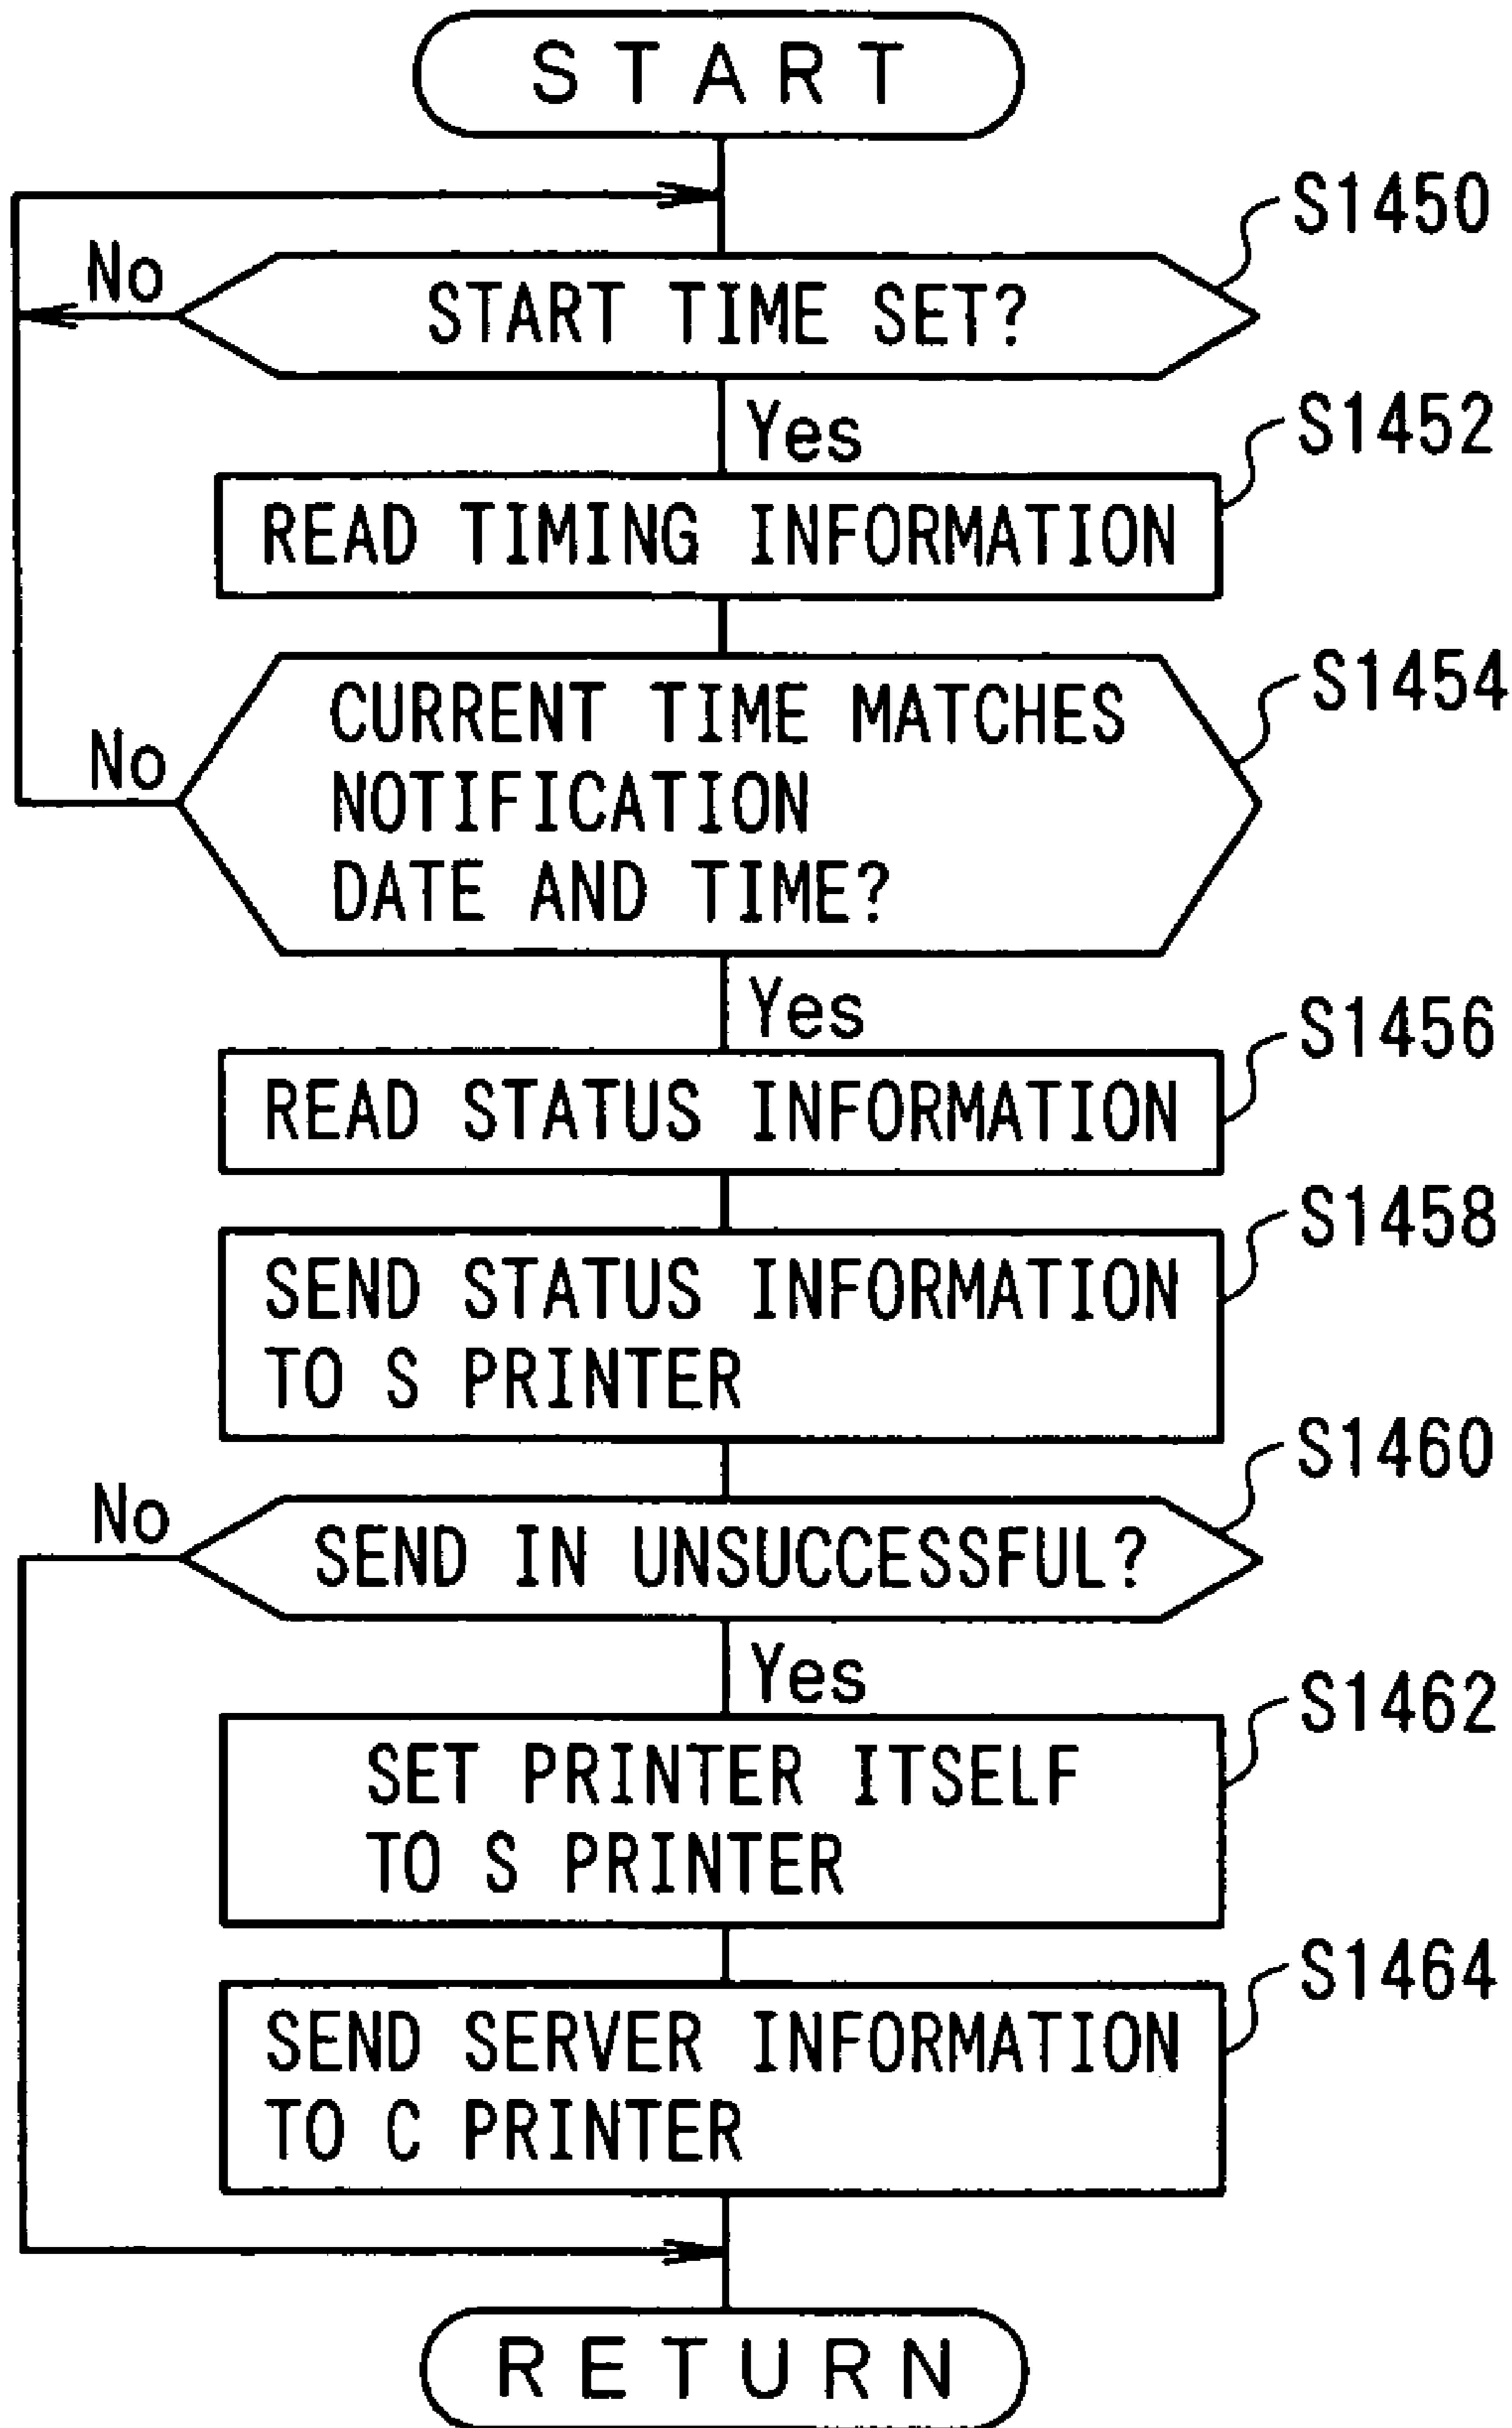 START
S1450
No
START TIME SET?
Yes
S1452
READ TIMING INFORMATION
S1454
No
CURRENT TIME MATCHES
NOTIFICATION
DATE AND TIME?
Yes
S1456
READ STATUS INFORMATION
S1458
SEND STATUS INFORMATION
TO S PRINTER
S1460
No
SEND IN UNSUCCESSFUL?
Yes
S1462
SET PRINTER ITSELF
TO S PRINTER
S1464
SEND SERVER INFORMATION
TO C PRINTER
RETURN